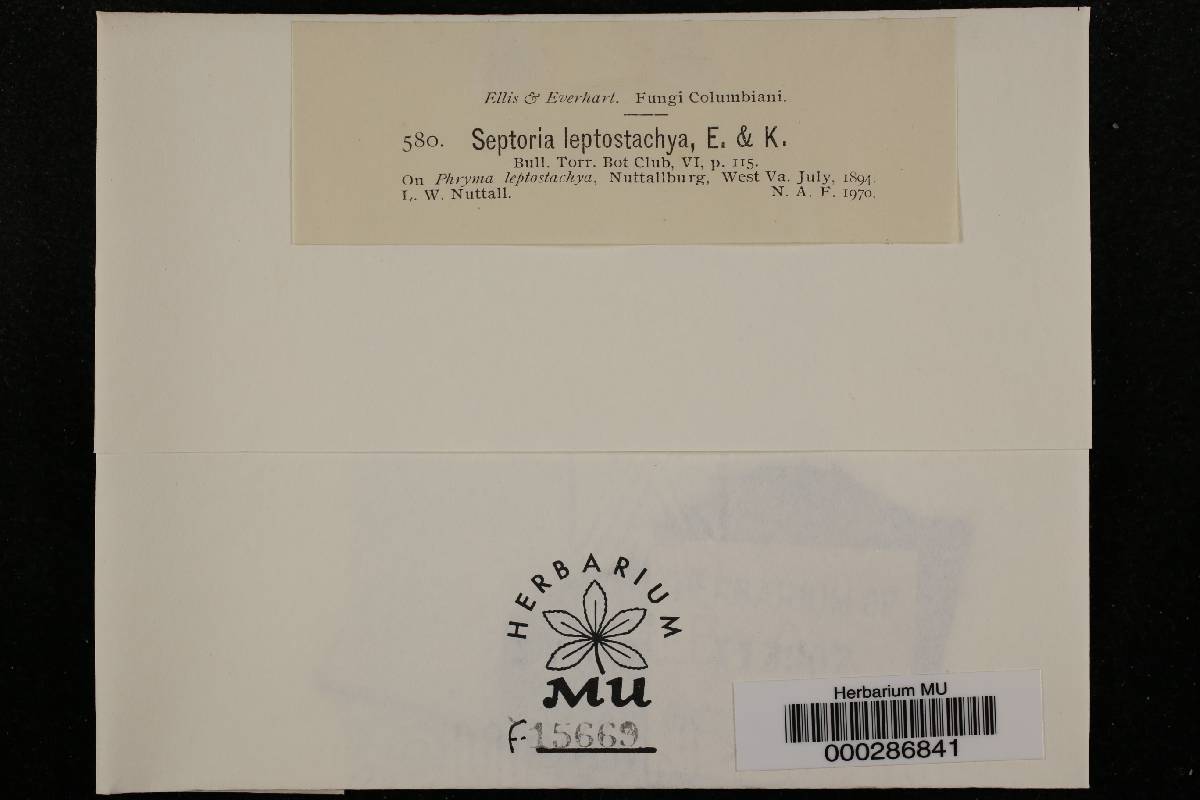 Ellis & Everhart. Fungi Columbiani.
580. Septoria leptostachya, E. & K.
Bull. Torr. Bot Club, VI, p. 115.
On Phryma leptostachya, Nuttallburg, West Va. July, 1894.
L. W. Nuttall. N. A. F. 1970.
HERBARIUM
MU
F-15669
Herbarium MU
000286841